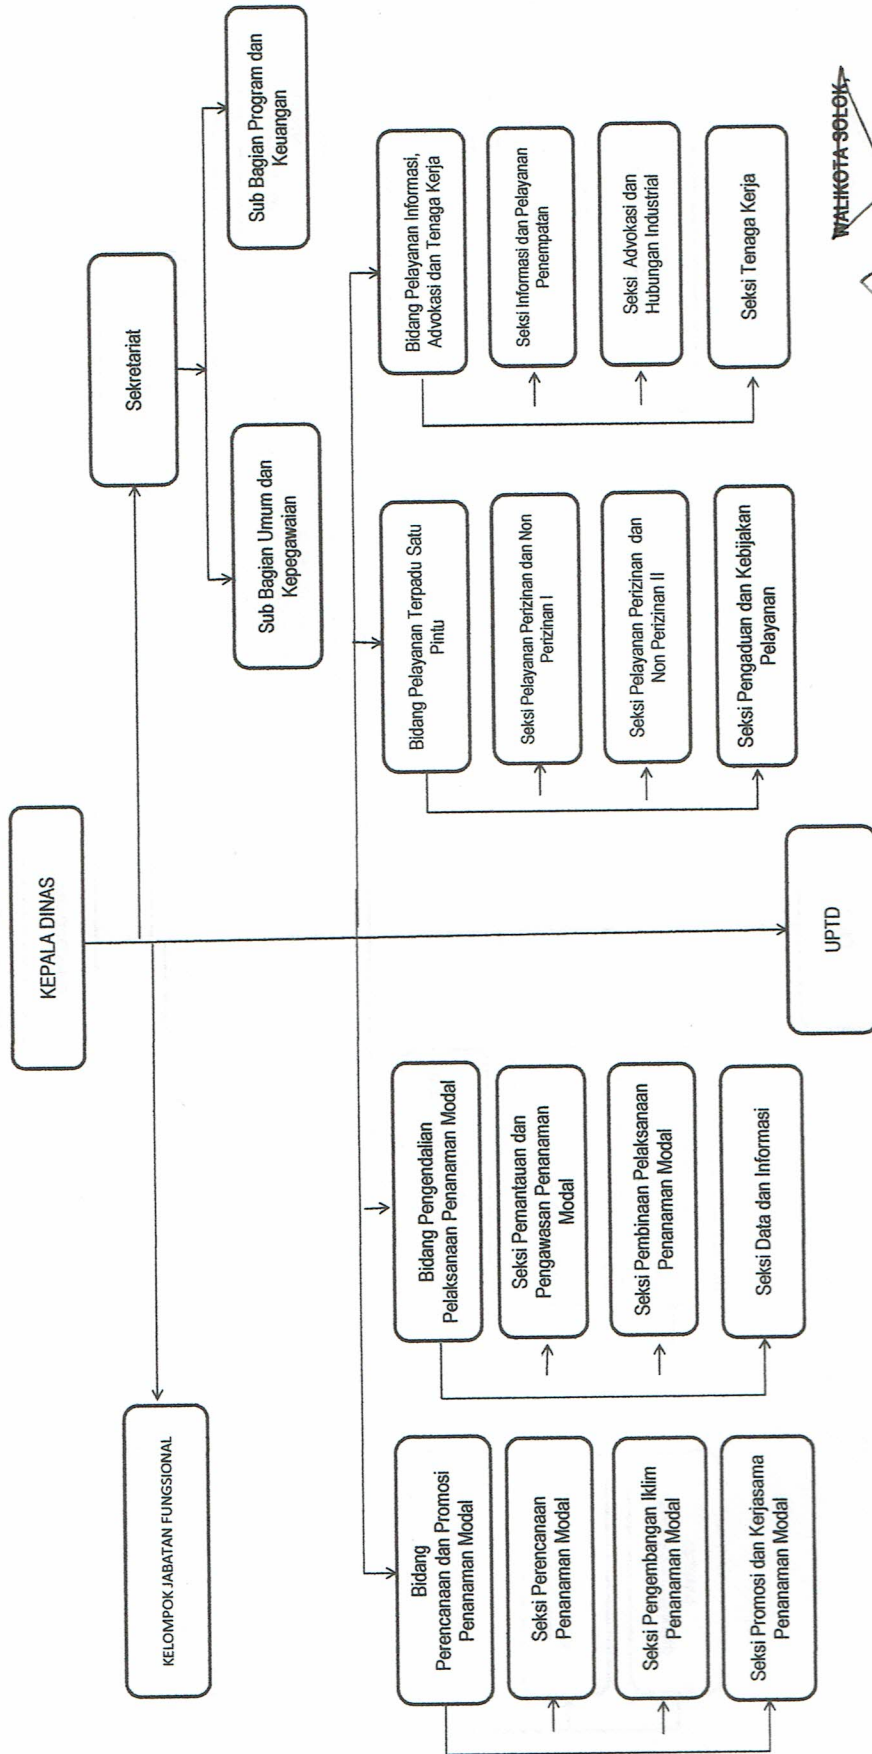 KEPALA DINAS
KELOMPOK JABATAN FUNGSIONAL
Sekretariat
Sub Bagian Umum dan
Kepegawaian
Sub Bagian Program dan
Keuangan
Bidang
Perencanaan dan Promosi
Penanaman Modal
Seksi Perencanaan
Penanaman Modal
Seksi Pengembangan Iklim
Penanaman Modal
Seksi Promosi dan Kerjasama
Penanaman Modal
Bidang Pengendalian
Pelaksanaan Penanaman Modal
Seksi Pemantauan dan
Pengawasan Penanaman
Modal
Seksi Pembinaan Pelaksanaan
Penanaman Modal
Seksi Data dan Informasi
Bidang Pelayanan Terpadu Satu
Pintu
Seksi Pelayanan Perizinan dan Non
Perizinan I
Seksi Pelayanan Perizinan dan
Non Perizinan II
Seksi Pengaduan dan Kebijakan
Pelayanan
Bidang Pelayanan Informasi,
Advokasi dan Tenaga Kerja
Seksi Informasi dan Pelayanan
Penempatan
Seksi Advokasi dan
Hubungan Industrial
Seksi Tenaga Kerja
UPTD
WALIKOTA SOLOK,